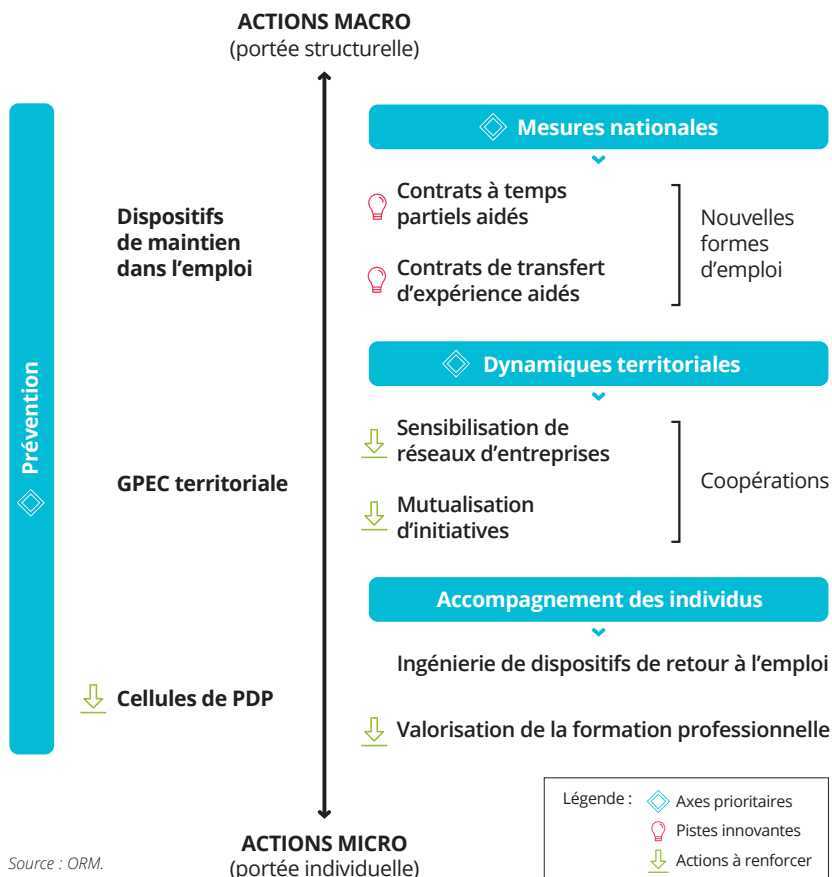 ACTIONS MACRO
(portée structurelle)
Prévention
Dispositifs
de maintien
dans l'emploi
GPEC territoriale
Cellules de PDP
Mesures nationales
Contrats à temps
partiels aidés
Contrats de transfert
d'expérience aidés
Nouvelles
formes
d'emploi
Dynamiques territoriales
Sensibilisation de
réseaux d'entreprises
Mutualisation
d'initiatives
Coopérations
Accompagnement des individus
Ingénierie de dispositifs de retour à l'emploi
Valorisation de la formation professionnelle
ACTIONS MICRO
(portée individuelle)
Légende :
Axes prioritaires
Pistes innovantes
Actions à renforcer
Source : ORM.